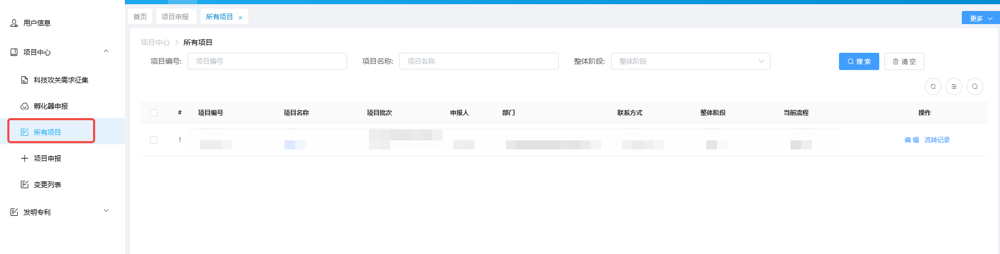 用户信息
项目中心
科技攻关需求征集
孵化器申报
所有项目
项目申报
变更列表
发明专利
首页 项目申报 所有项目 ×
更多
项目中心 > 所有项目
项目编号: 项目编号 项目名称: 项目名称 整体阶段: 整体阶段 搜 索 清 空
# 项目编号 项目名称 项目批次 申报人 部门 联系方式 整体阶段 当前流程 操作
1 编 辑 流转记录